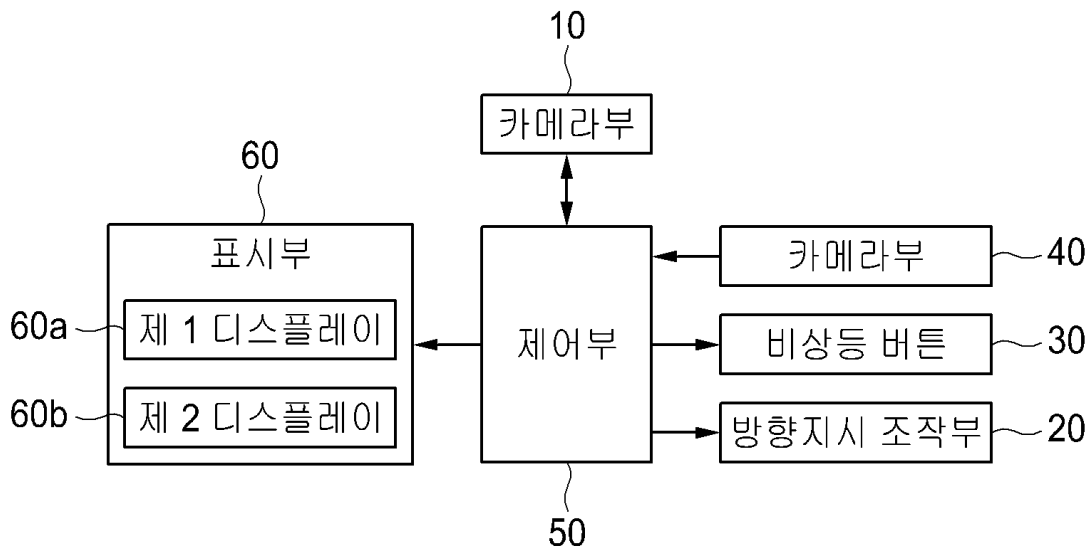 10
카메라부
60
표시부
60a
제 1 디스플레이
60b
제 2 디스플레이
제어부
50
카메라부
40
비상등 버튼
30
방향지시 조작부
20